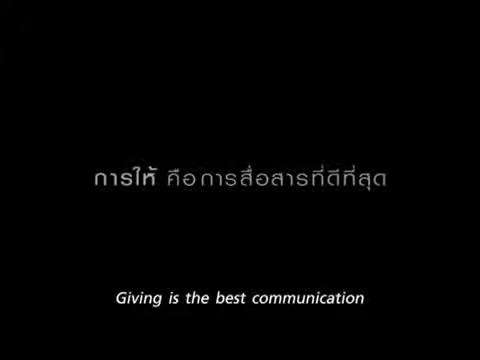 การให้ คือการสื่อสารที่ดีที่สุด
Giving is the best communication